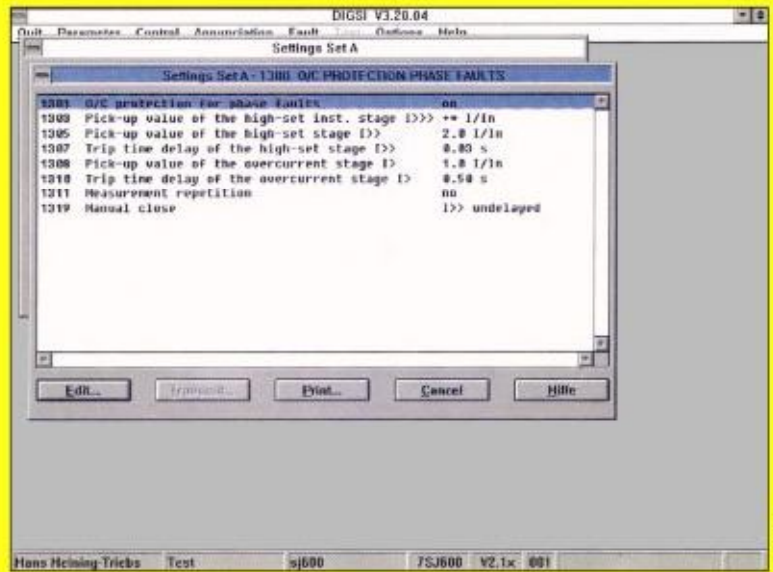 DIGSI V3.20.04
Quit Parameter Control Annunciation Fault Test Options Help
Settings Set A
Settings Set A - 1300 O/C PROTECTION PHASE FAULTS
1301 O/C protection for phase faults on
1303 Pick-up value of the high-set inst. stage I>>> +* I/In
1305 Pick-up value of the high-set stage I>> 2.0 I/In
1307 Trip time delay of the high-set stage I>> 0.03 s
1308 Pick-up value of the overcurrent stage I> 1.0 I/In
1310 Trip time delay of the overcurrent stage I> 0.50 s
1311 Measurement repetition no
1319 Manual close I>> undelayed
Edit... Print... Cancel Hilfe
Hans Heining-Triebs Test sj600 7SJ600 V2.1x 001